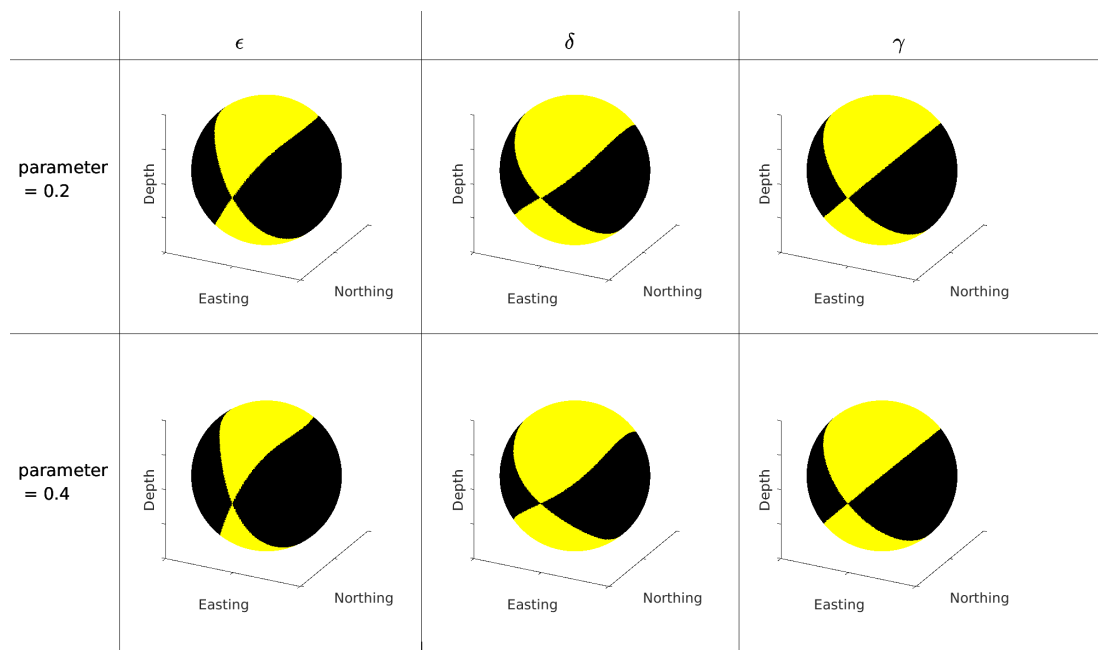 ϵ δ γ
parameter
= 0.2
Depth Easting Northing
Depth Easting Northing
Depth Easting Northing
parameter
= 0.4
Depth Easting Northing
Depth Easting Northing
Depth Easting Northing